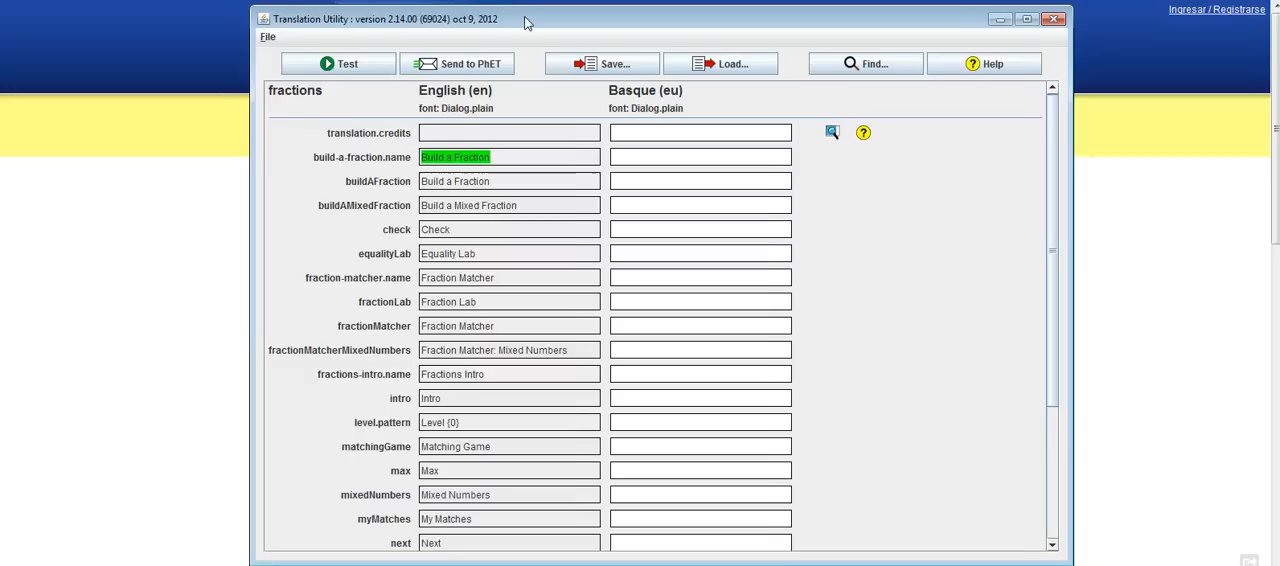 Ingresar / Registrarse
Translation Utility : version 2.14.00 (69024) oct 9, 2012
File
Test
Send to PhET
Save...
Load...
Find...
Help
fractions English (en) Basque (eu)
font: Dialog.plain font: Dialog.plain
translation.credits
build-a-fraction.name Build a Fraction
buildAFraction Build a Fraction
buildAMixedFraction Build a Mixed Fraction
check Check
equalityLab Equality Lab
fraction-matcher.name Fraction Matcher
fractionLab Fraction Lab
fractionMatcher Fraction Matcher
fractionMatcherMixedNumbers Fraction Matcher: Mixed Numbers
fractions-intro.name Fractions Intro
intro Intro
level.pattern Level {0}
matchingGame Matching Game
max Max
mixedNumbers Mixed Numbers
myMatches My Matches
next Next